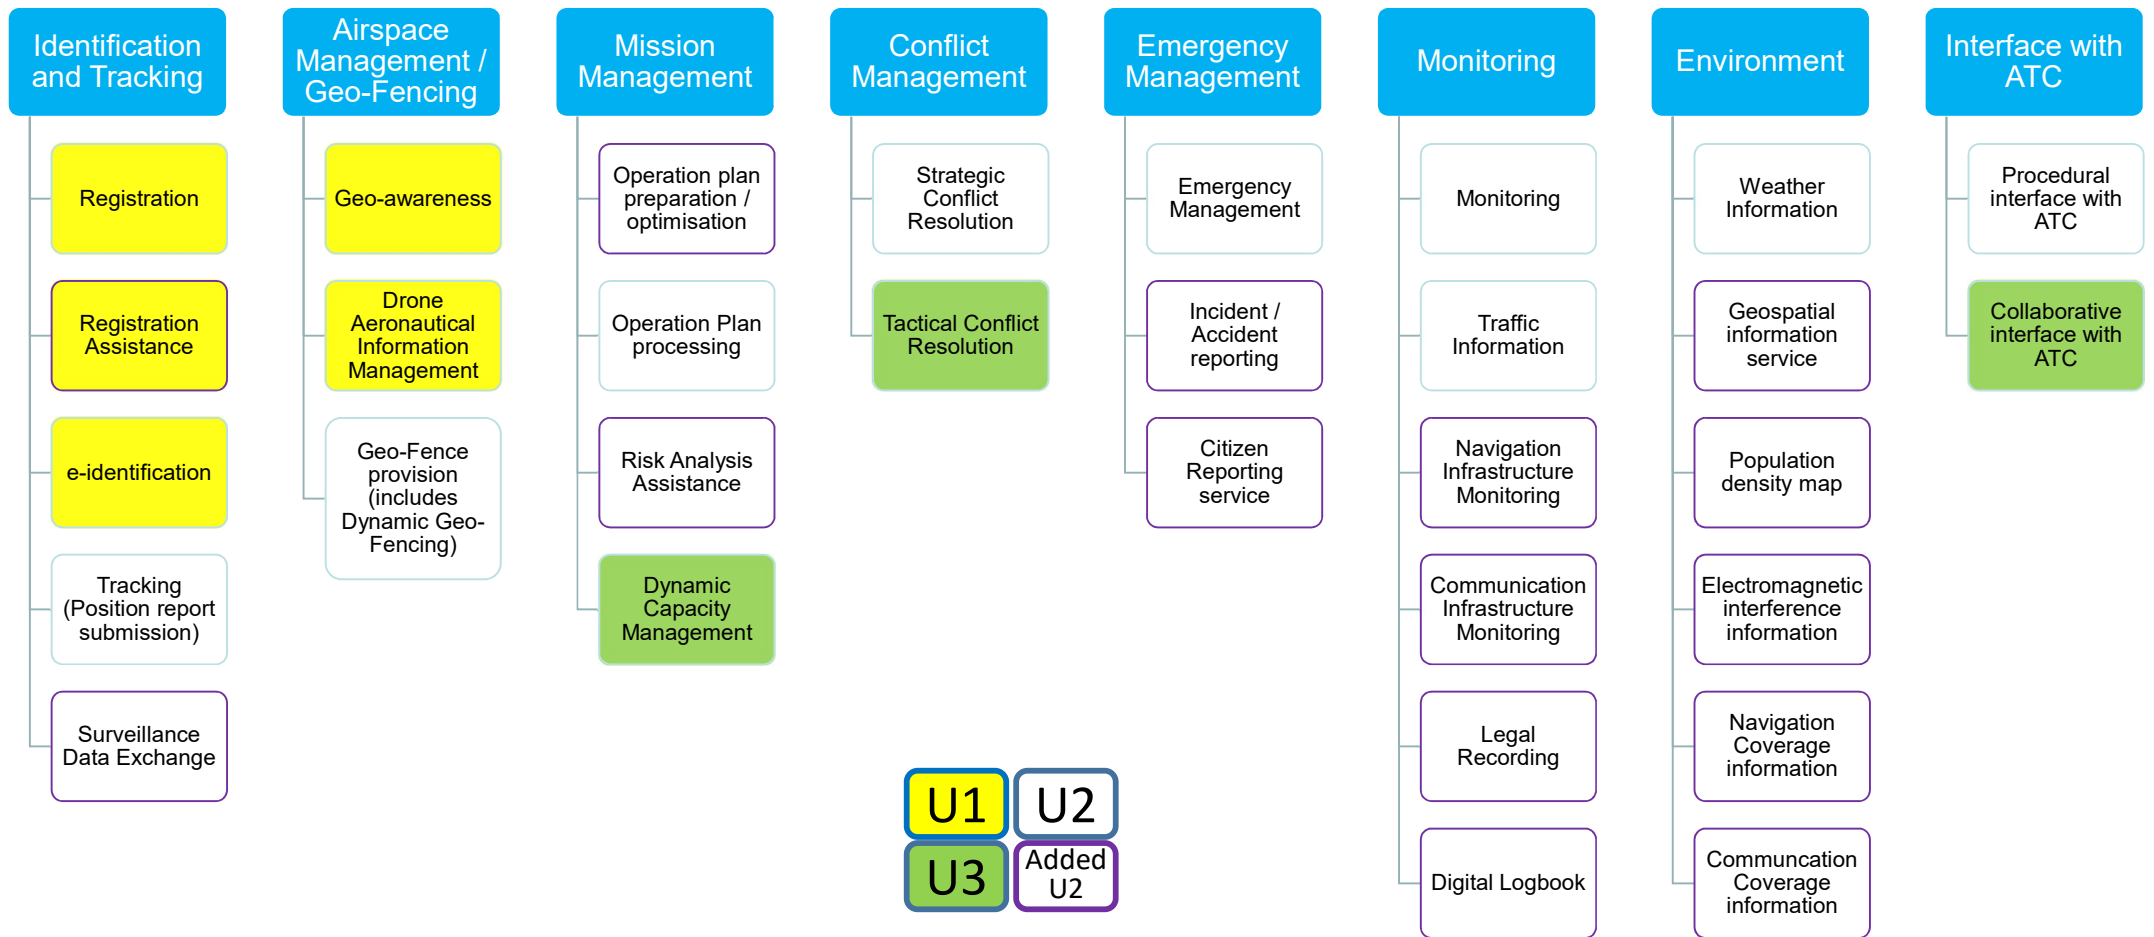 Identification
and Tracking
Registration
Registration
Assistance
e-identification
Tracking
(Position report
submission)
Surveillance
Data Exchange
Airspace
Management /
Geo-Fencing
Geo-awareness
Drone
Aeronautical
Information
Management
Geo-Fence
provision
(includes
Dynamic Geo-
Fencing)
Mission
Management
Operation plan
preparation /
optimisation
Operation Plan
processing
Risk Analysis
Assistance
Dynamic
Capacity
Management
Conflict
Management
Strategic
Conflict
Resolution
Tactical Conflict
Resolution
Emergency
Management
Emergency
Management
Incident /
Accident
reporting
Citizen
Reporting
service
Monitoring
Monitoring
Traffic
Information
Navigation
Infrastructure
Monitoring
Communication
Infrastructure
Monitoring
Legal
Recording
Digital Logbook
Environment
Weather
Information
Geospatial
information
service
Population
density map
Electromagnetic
interference
information
Navigation
Coverage
information
Communcation
Coverage
information
Interface with
ATC
Procedural
interface with
ATC
Collaborative
interface with
ATC
U1
U2
U3
Added
U2